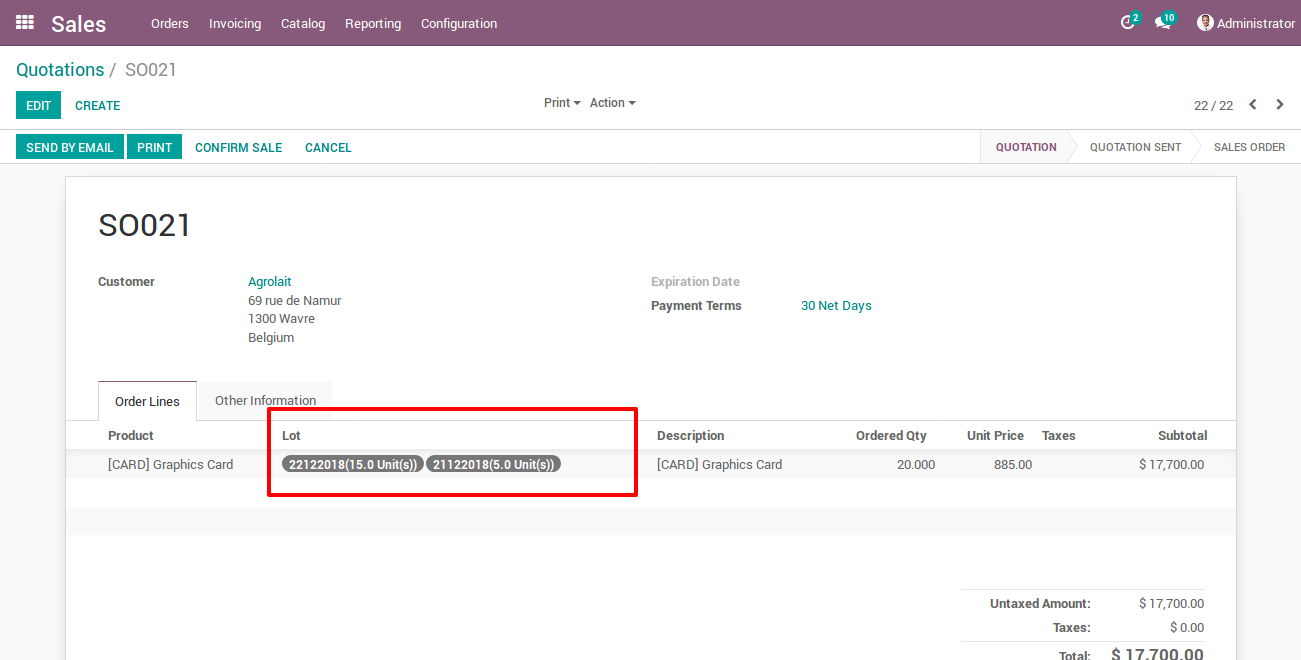 Sales Orders Invoicing Catalog Reporting Configuration 2 10 Administrator
Quotations / SO021
EDIT CREATE Print Action 22 / 22
SEND BY EMAIL PRINT CONFIRM SALE CANCEL QUOTATION QUOTATION SENT SALES ORDER
SO021
Customer Agrolait Expiration Date
69 rue de Namur Payment Terms 30 Net Days
1300 Wavre
Belgium
Order Lines Other Information
Product Lot Description Ordered Qty Unit Price Taxes Subtotal
[CARD] Graphics Card 22122018(15.0 Unit(s)) 21122018(5.0 Unit(s)) [CARD] Graphics Card 20.000 885.00 $ 17,700.00
Untaxed Amount: $ 17,700.00
Taxes: $ 0.00
Total: $ 17,700.00